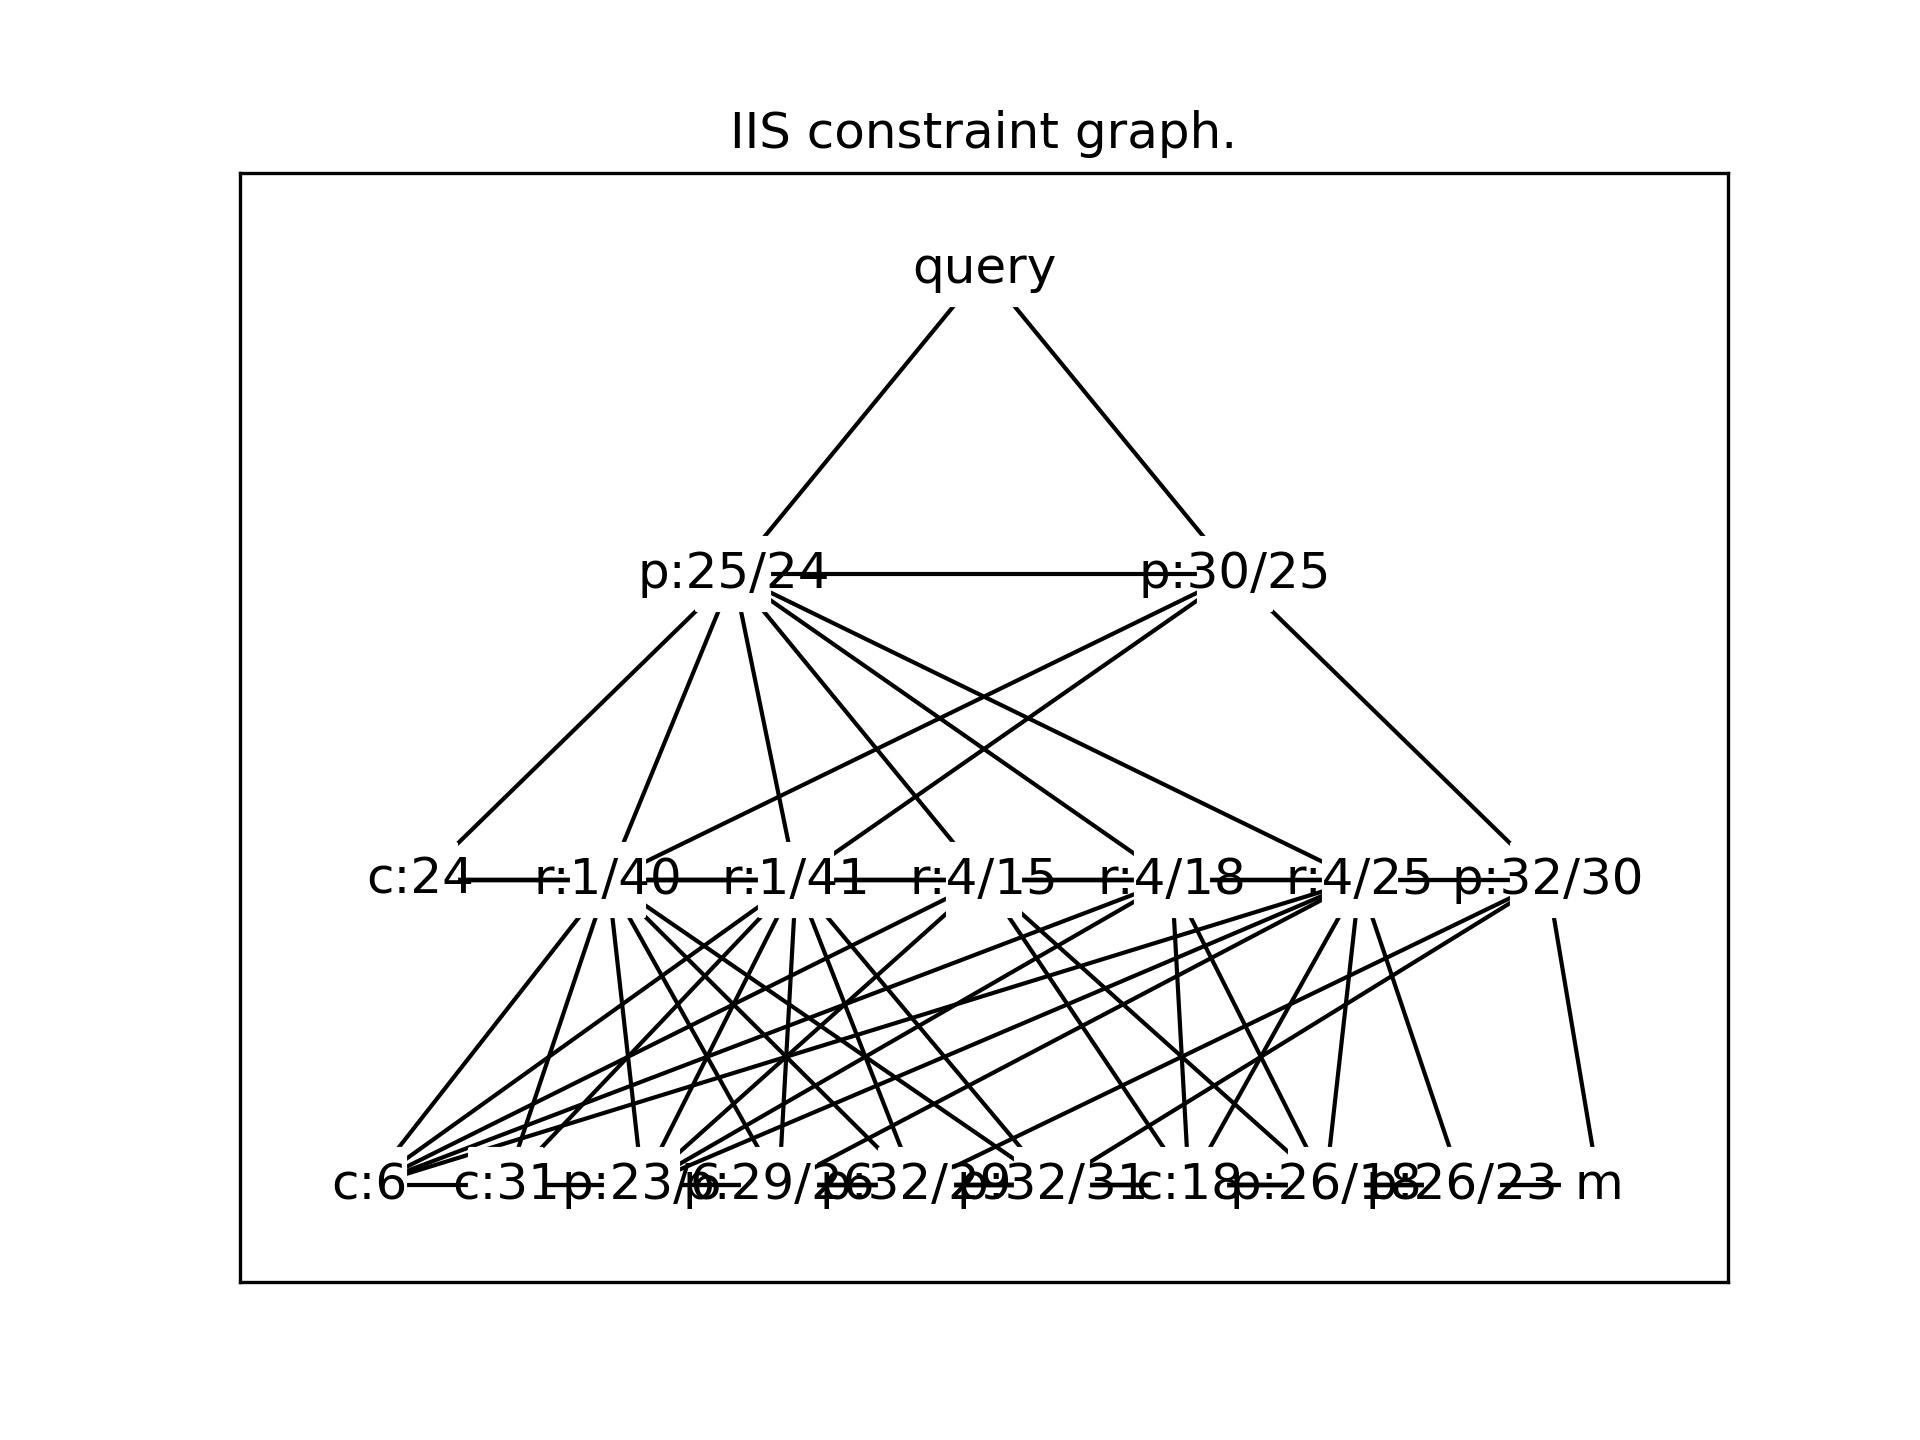 IIS constraint graph.
query
p:25/24 p:30/25
c:24 r:1/40 r:1/41 r:4/15 r:4/18 r:4/25 p:32/30
c:6 c:31 p:23/6 p:29/26 p:32/29 p:32/31 c:18 p:26/18 p:26/23 m